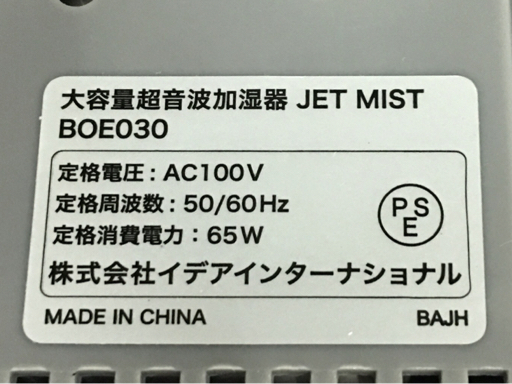 大容量超音波加湿器 JET MIST
BOE030
定格電圧：AC100V
定格周波数：50/60Hz
定格消費電力：65W
PSE
株式会社イデアインターナショナル
MADE IN CHINA BAJH